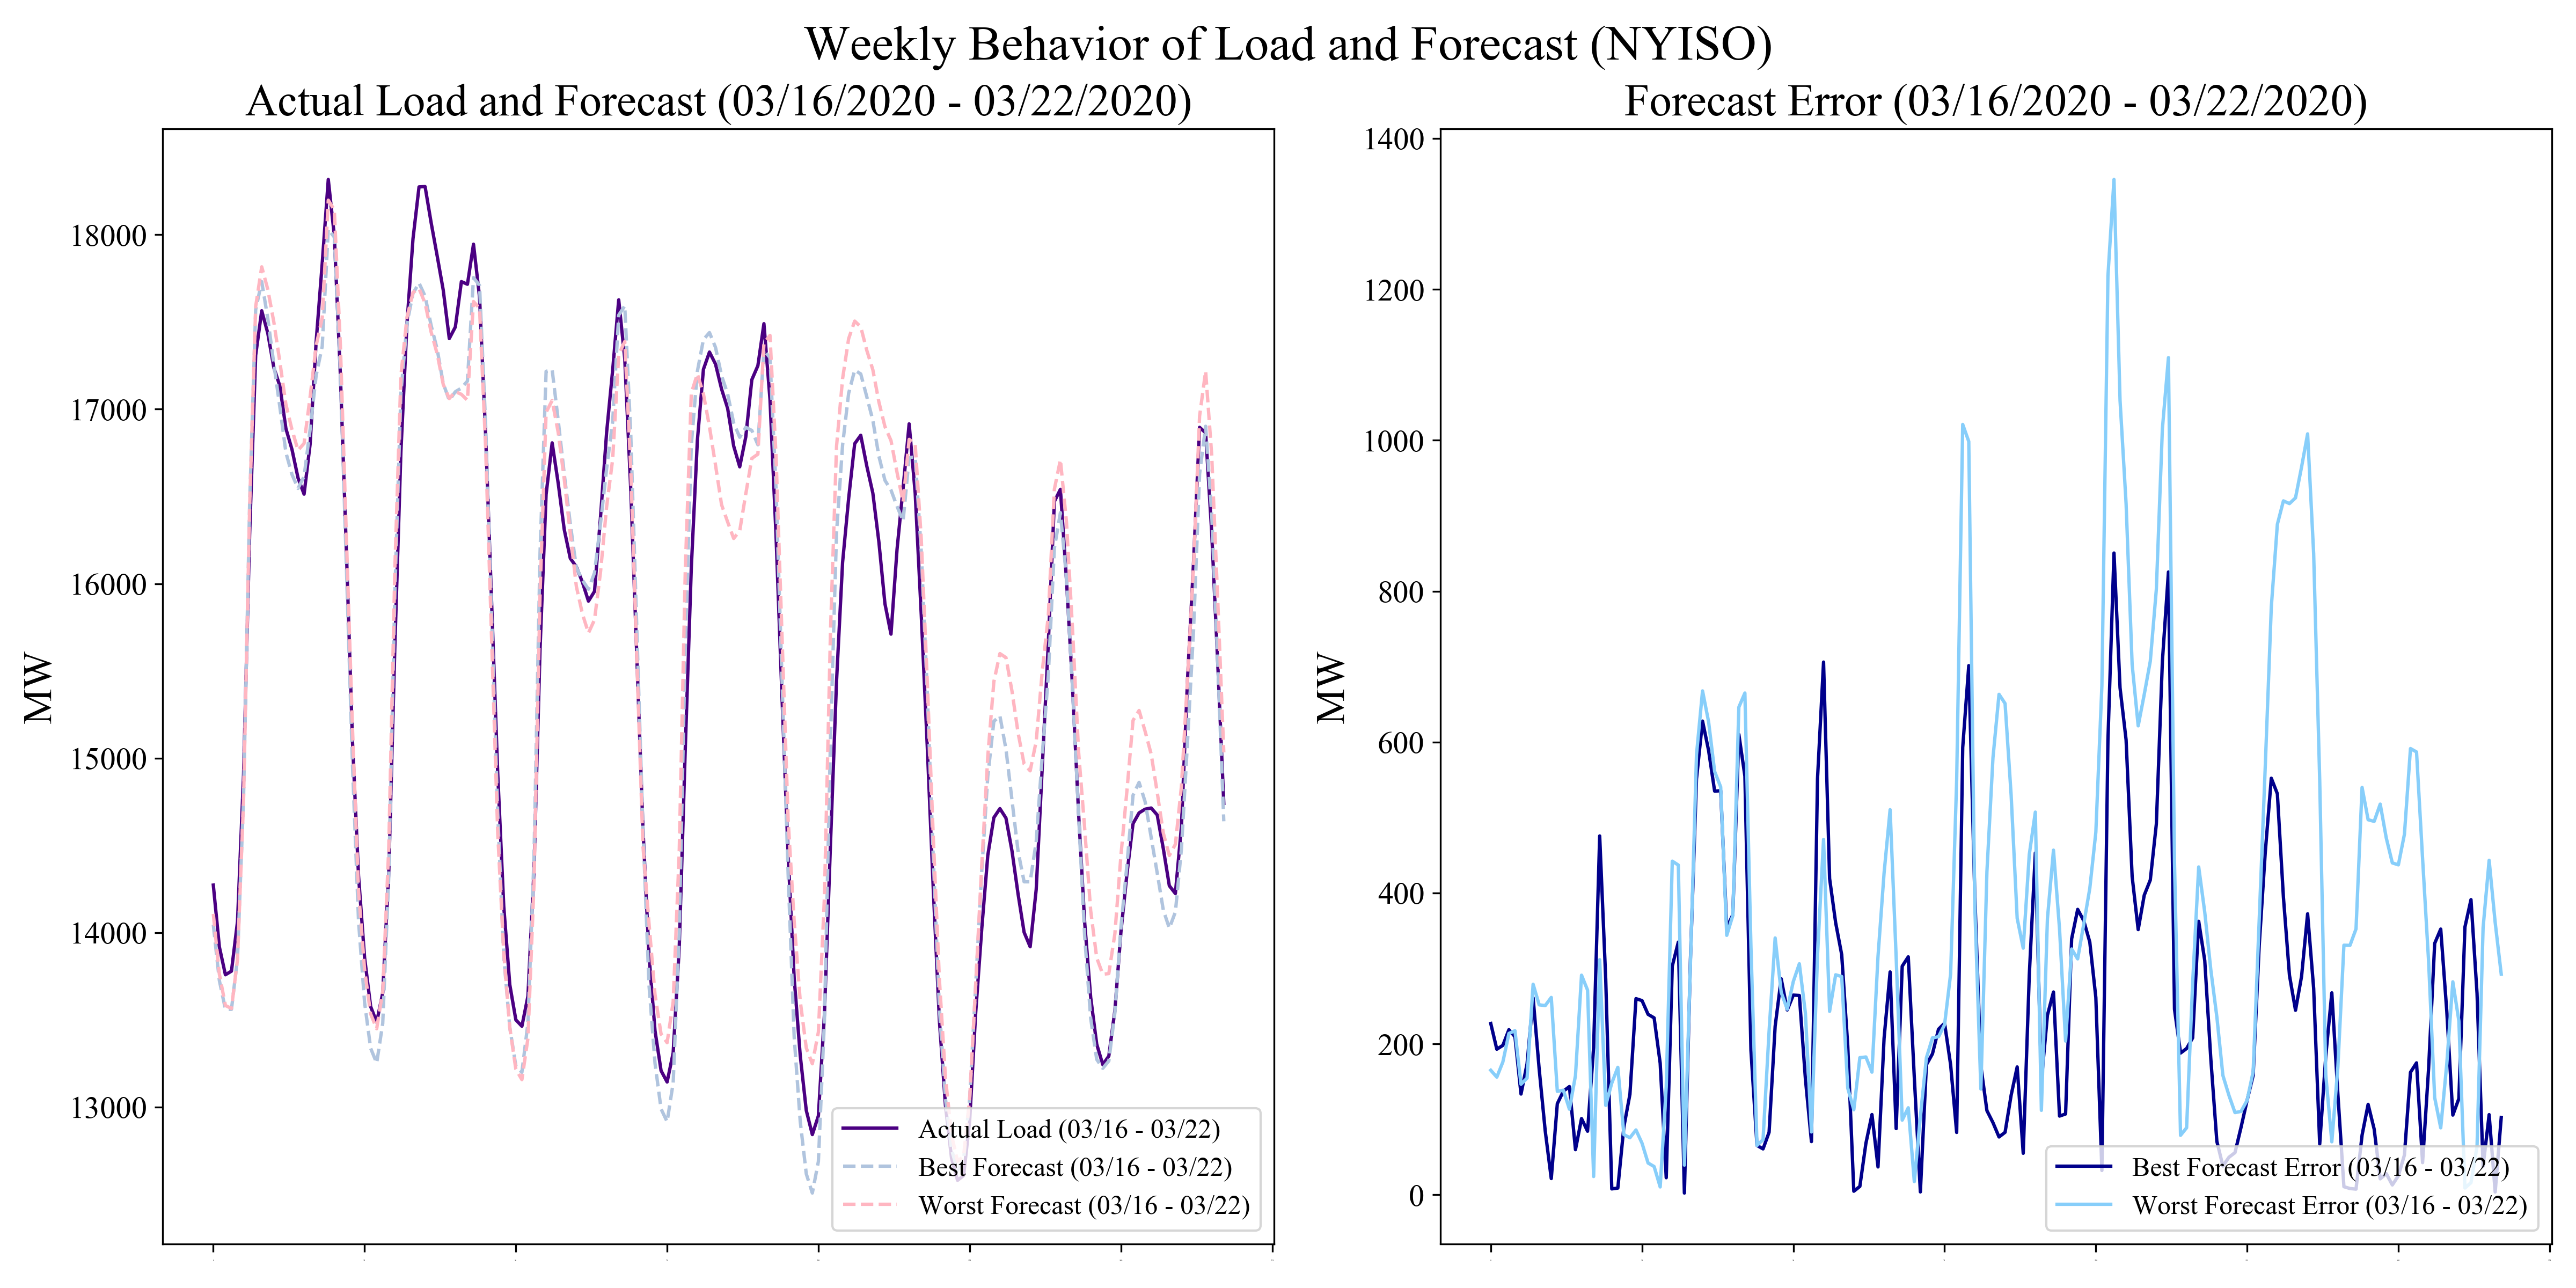 Weekly Behavior of Load and Forecast (NYISO)
Actual Load and Forecast (03/16/2020 - 03/22/2020)
MW
18000
17000
16000
15000
14000
13000
Actual Load (03/16 - 03/22)
Best Forecast (03/16 - 03/22)
Worst Forecast (03/16 - 03/22)
Forecast Error (03/16/2020 - 03/22/2020)
MW
1400
1200
1000
800
600
400
200
0
Best Forecast Error (03/16 - 03/22)
Worst Forecast Error (03/16 - 03/22)